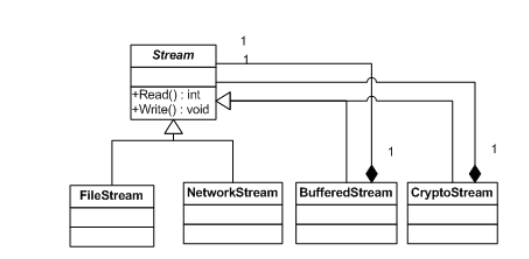 1
Stream
1
+Read() : int
+Write() : void
1
1
FileStream
NetworkStream
BufferedStream
CryptoStream